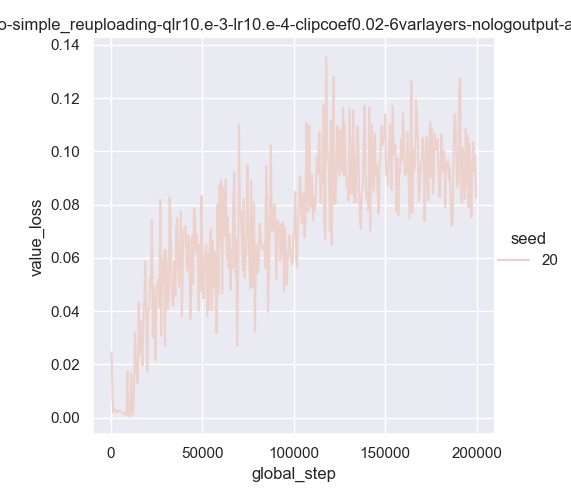 o-simple_reuploading-qlr10.e-3-lr10.e-4-clipcoef0.02-6varlayers-nologoutput-a
0.14
0.12
0.10
0.08
0.06
0.04
0.02
0.00
value_loss
0 50000 100000 150000 200000
global_step
seed
20